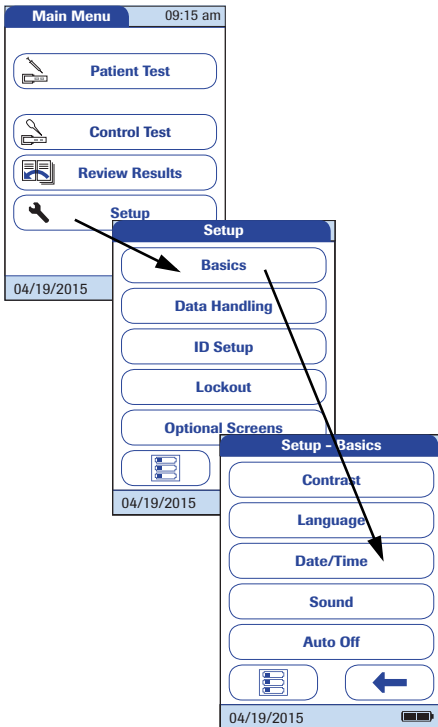 Main Menu 09:15 am
Patient Test
Control Test
Review Results
Setup
04/19/2015
Setup
Basics
Data Handling
ID Setup
Lockout
Optional Screens
04/19/2015
Setup - Basics
Contrast
Language
Date/Time
Sound
Auto Off
04/19/2015